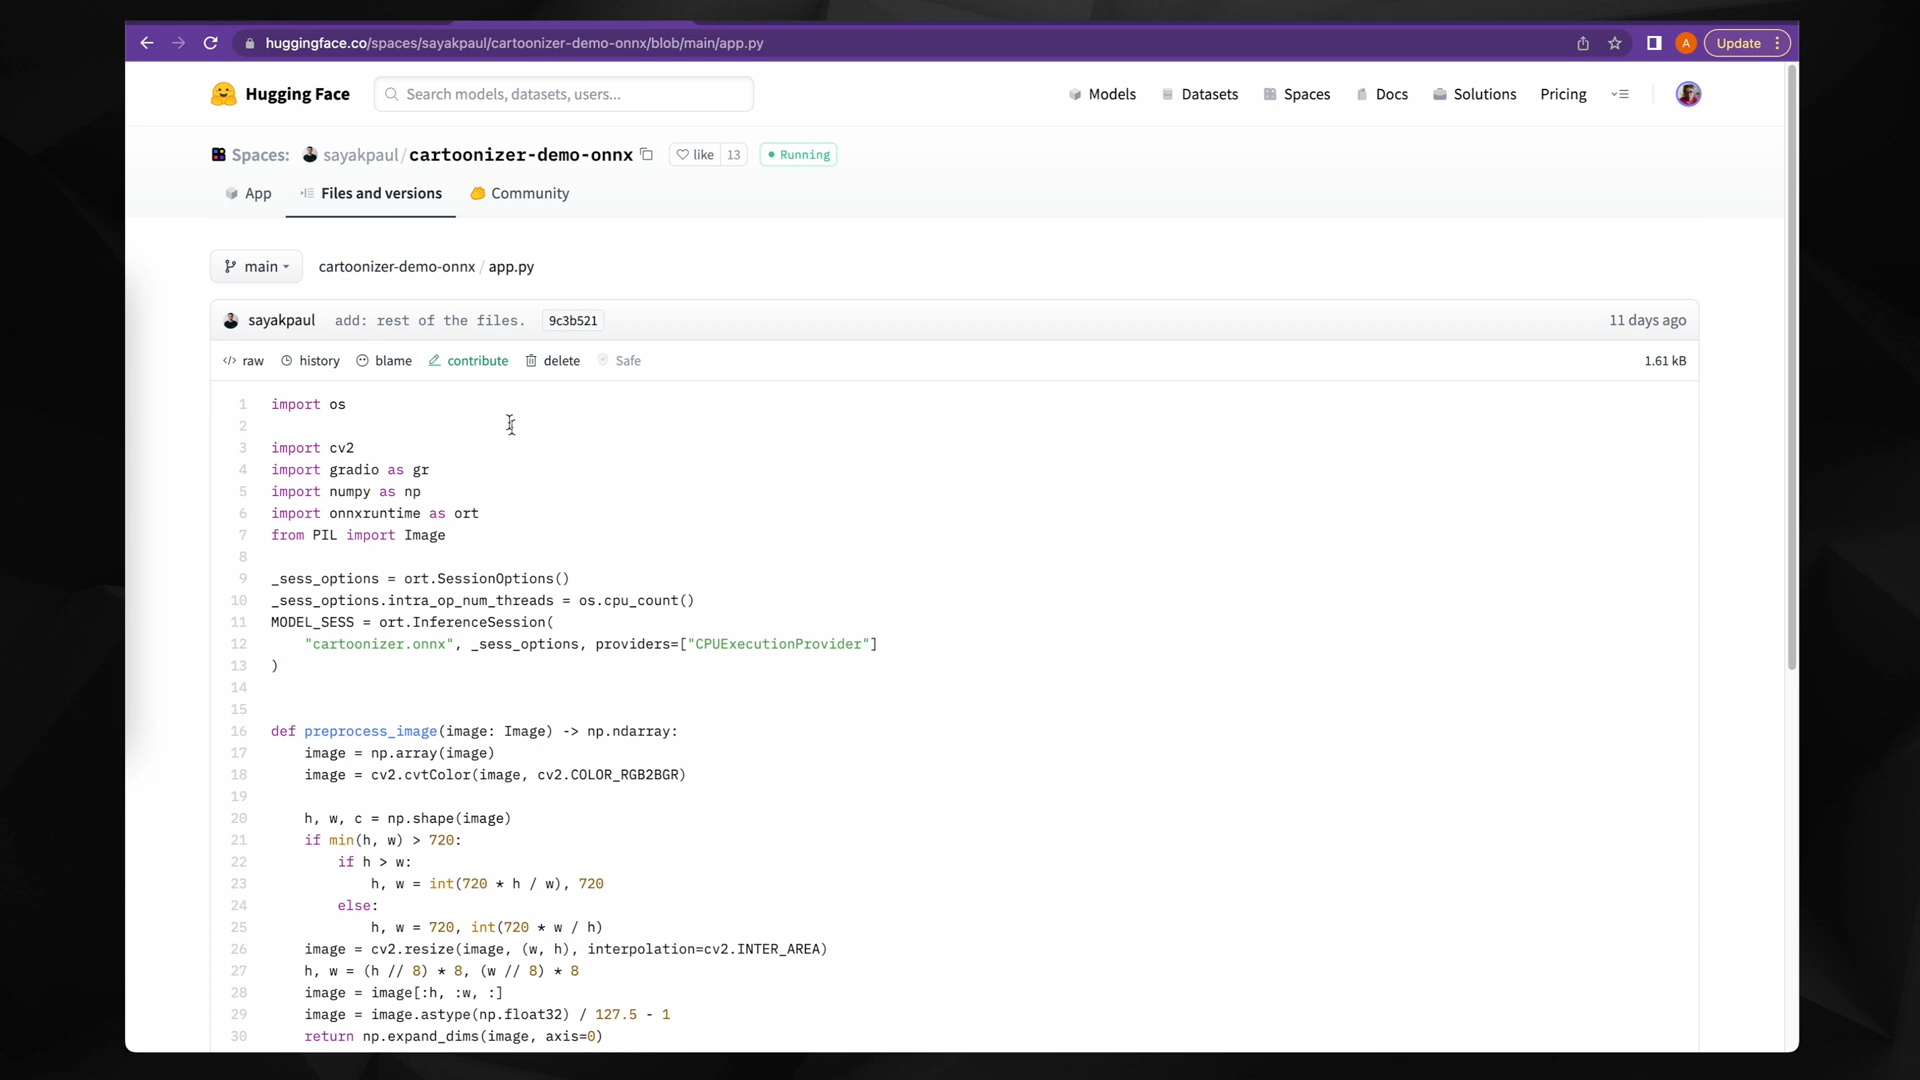 huggingface.co/spaces/sayakpaul/cartoonizer-demo-onnx/blob/main/app.py
A
Update
Hugging Face
Search models, datasets, users...
Models
Datasets
Spaces
Docs
Solutions
Pricing
Spaces: sayakpaul/cartoonizer-demo-onnx like 13 Running
App
Files and versions
Community
main
cartoonizer-demo-onnx / app.py
sayakpaul add: rest of the files. 9c3b521 11 days ago
raw history blame contribute delete Safe 1.61 kB
1 import os
2
3 import cv2
4 import gradio as gr
5 import numpy as np
6 import onnxruntime as ort
7 from PIL import Image
8
9 _sess_options = ort.SessionOptions()
10 _sess_options.intra_op_num_threads = os.cpu_count()
11 MODEL_SESS = ort.InferenceSession(
12     "cartoonizer.onnx", _sess_options, providers=["CPUExecutionProvider"]
13 )
14
15
16 def preprocess_image(image: Image) -> np.ndarray:
17     image = np.array(image)
18     image = cv2.cvtColor(image, cv2.COLOR_RGB2BGR)
19
20     h, w, c = np.shape(image)
21     if min(h, w) > 720:
22         if h > w:
23             h, w = int(720 * h / w), 720
24         else:
25             h, w = 720, int(720 * w / h)
26     image = cv2.resize(image, (w, h), interpolation=cv2.INTER_AREA)
27     h, w = (h // 8) * 8, (w // 8) * 8
28     image = image[:h, :w, :]
29     image = image.astype(np.float32) / 127.5 - 1
30     return np.expand_dims(image, axis=0)